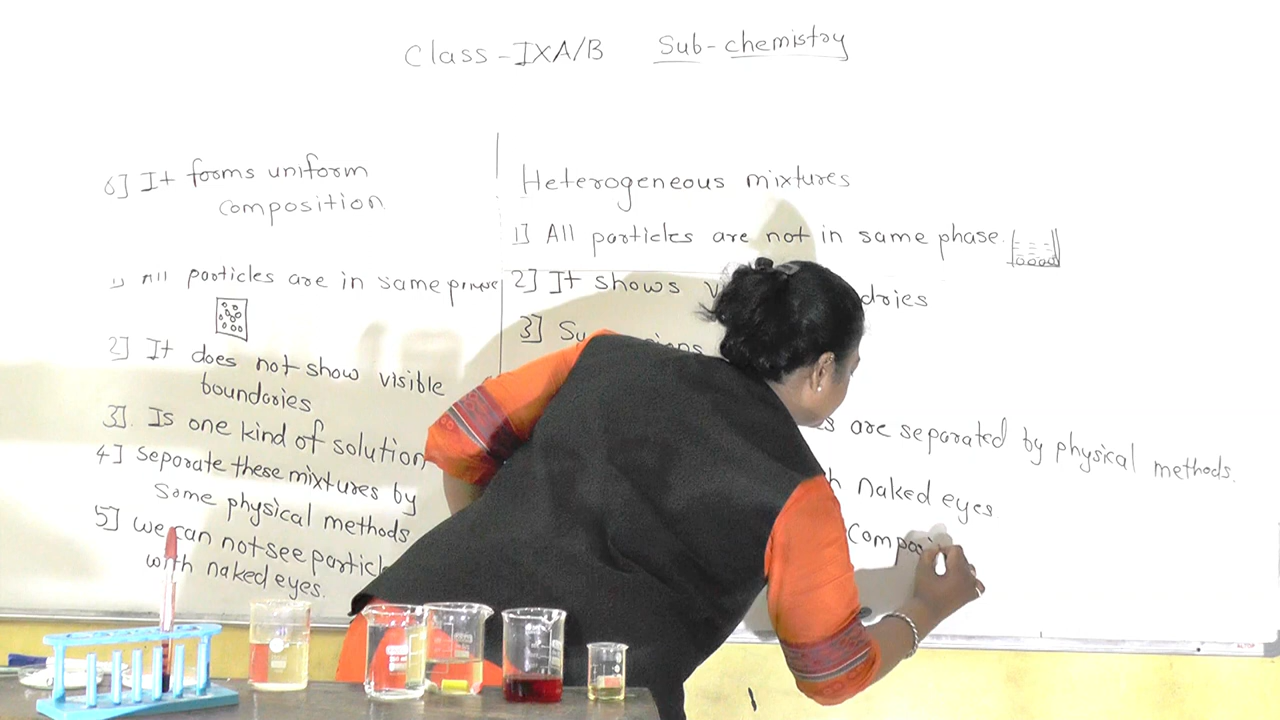 Class-IXA/B Sub-chemistry
6] It forms uniform
composition
1) All particles are in same
2] It does not show visible
boundories
3]. Is one kind of solution
4] Separate these mixtures by
Some physical methods
5] we can not see
with naked eyes.
Heterogeneous mixtures
1] All particles are not in same phase.
2] It shows
3]
are separated by physical methods.
naked eyes.